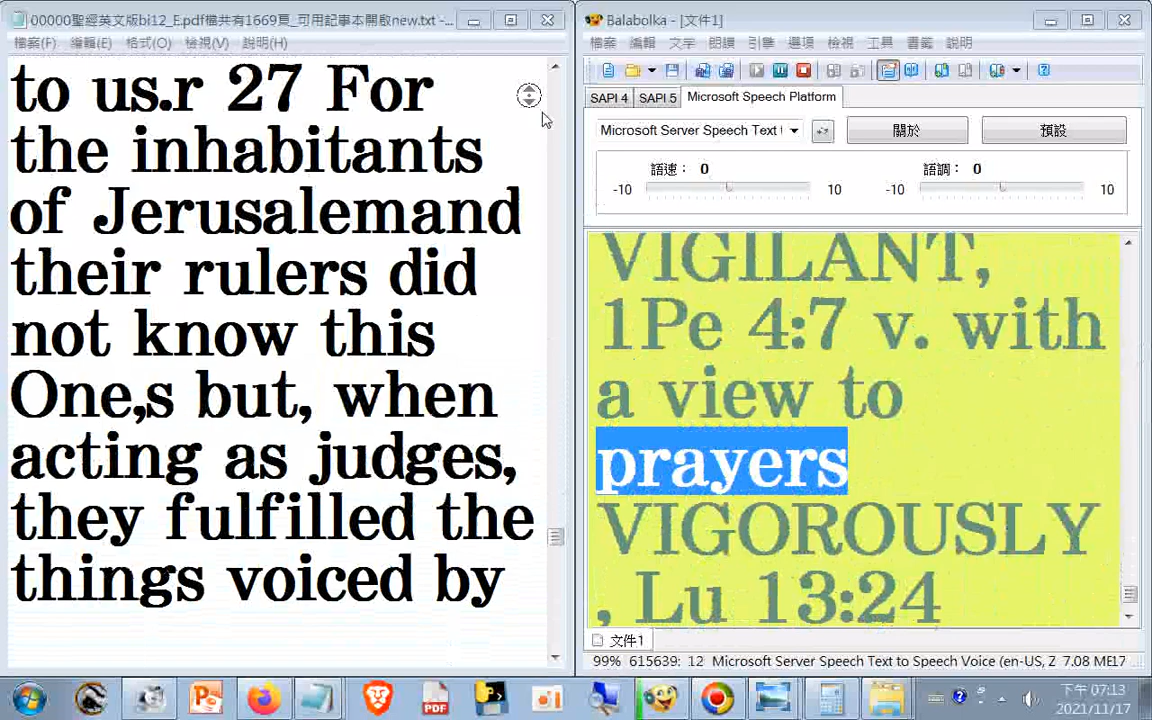 00000聖經英文版bi12_E.pdf檔共有1669頁_可用記事本開啟new.txt -...
檔案(F) 編輯(E) 格式(O) 檢視(V) 說明(H)
to us.r 27 For
the inhabitants
of Jerusalemand
their rulers did
not know this
One,s but, when
acting as judges,
they fulfilled the
things voiced by
Balabolka - [文件1]
檔案 編輯 文字 朗讀 引擎 選項 檢視 工具 書籤 說明
SAPI 4 SAPI 5 Microsoft Speech Platform
Microsoft Server Speech Text 關於 預設
語速： 0 語調： 0
-10 10 -10 10
VIGILANT,
1Pe 4:7 v. with
a view to
prayers
VIGOROUSLY
, Lu 13:24
文件1
99% 615639: 12 Microsoft Server Speech Text to Speech Voice (en-US, Z 7.08 ME17
PDF
下午 07:13
2021/11/17